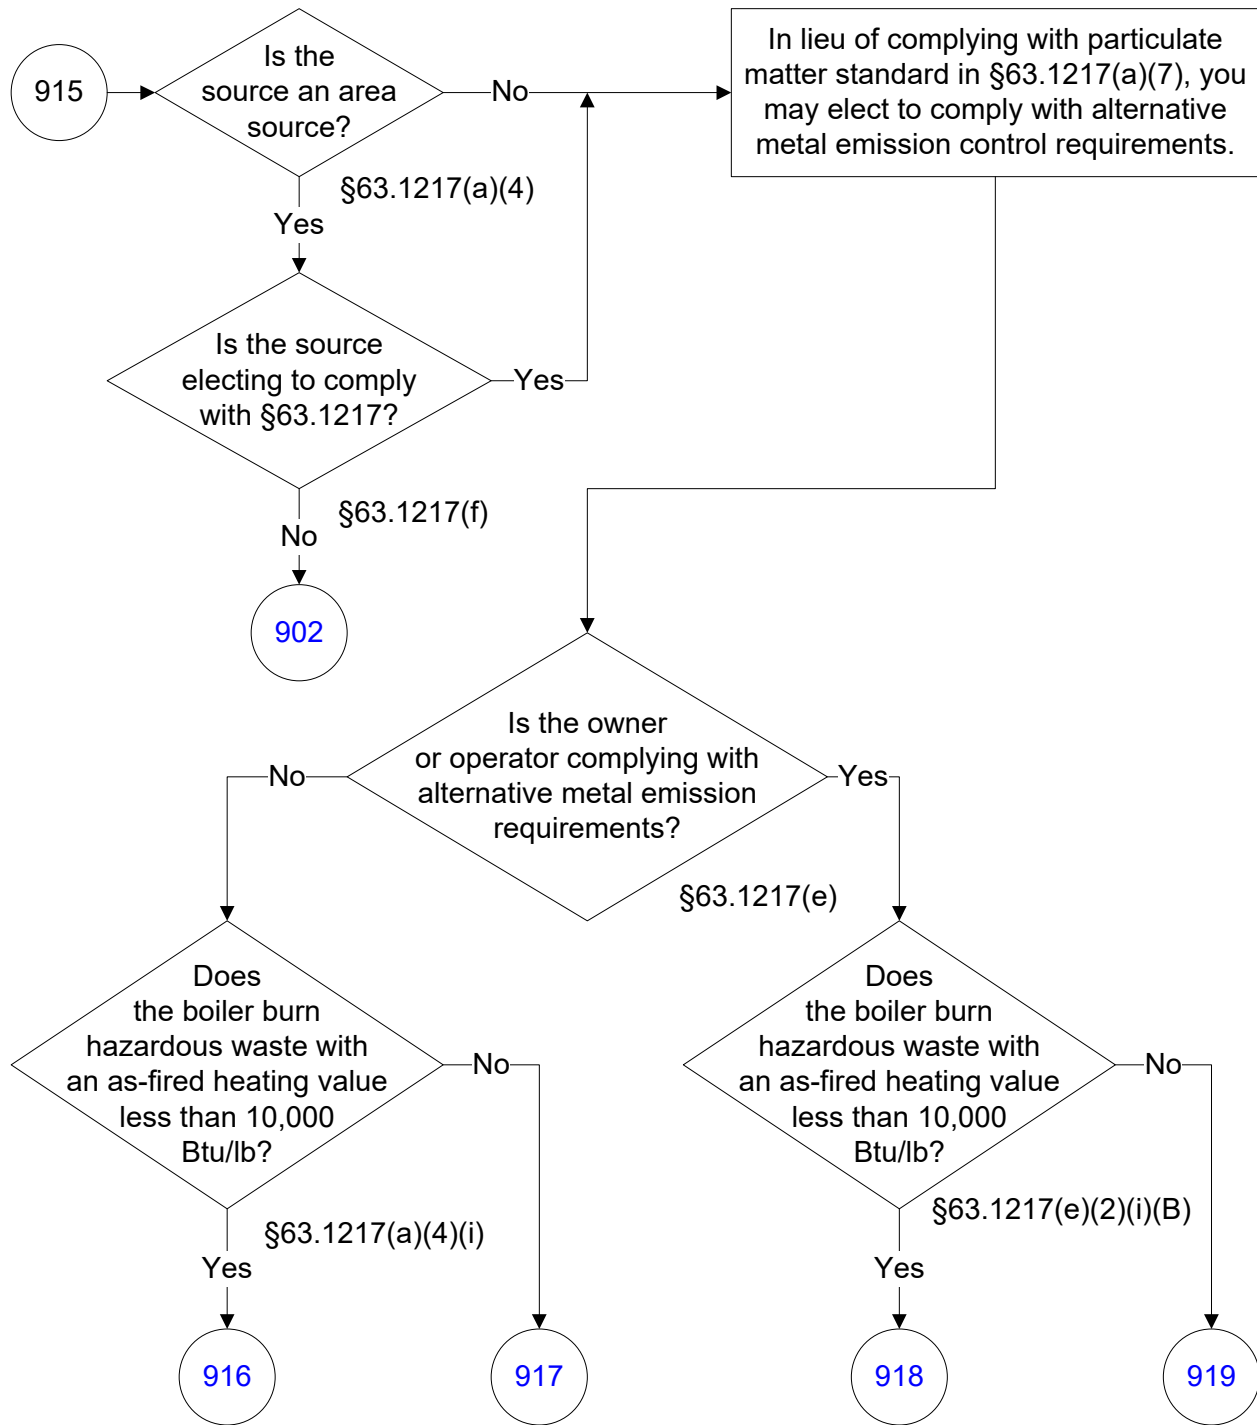 915
Is the
source an area
source?
No
In lieu of complying with particulate
matter standard in §63.1217(a)(7), you
may elect to comply with alternative
metal emission control requirements.
§63.1217(a)(4)
Yes
Is the source
electing to comply
with §63.1217?
Yes
§63.1217(f)
No
902
Is the owner
or operator complying with
alternative metal emission
requirements?
No
Yes
§63.1217(e)
Does
the boiler burn
hazardous waste with
an as-fired heating value
less than 10,000
Btu/lb?
No
§63.1217(a)(4)(i)
Yes
916
917
Does
the boiler burn
hazardous waste with
an as-fired heating value
less than 10,000
Btu/lb?
No
§63.1217(e)(2)(i)(B)
Yes
918
919